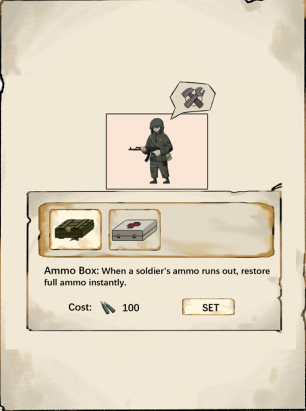 Ammo Box: When a soldier's ammo runs out, restore
full ammo instantly.
Cost: 100
SET